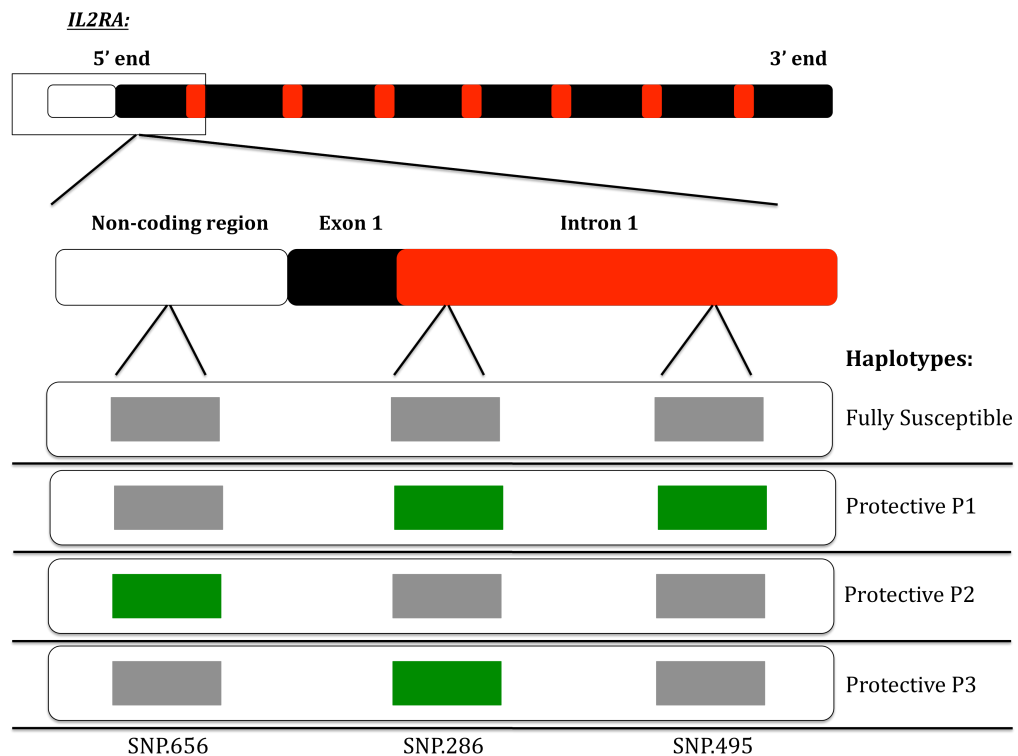 IL2RA:
5’ end
3’ end
Non-coding region
Exon 1
Intron 1
Haplotypes:
Fully Susceptible
Protective P1
Protective P2
Protective P3
SNP.656
SNP.286
SNP.495